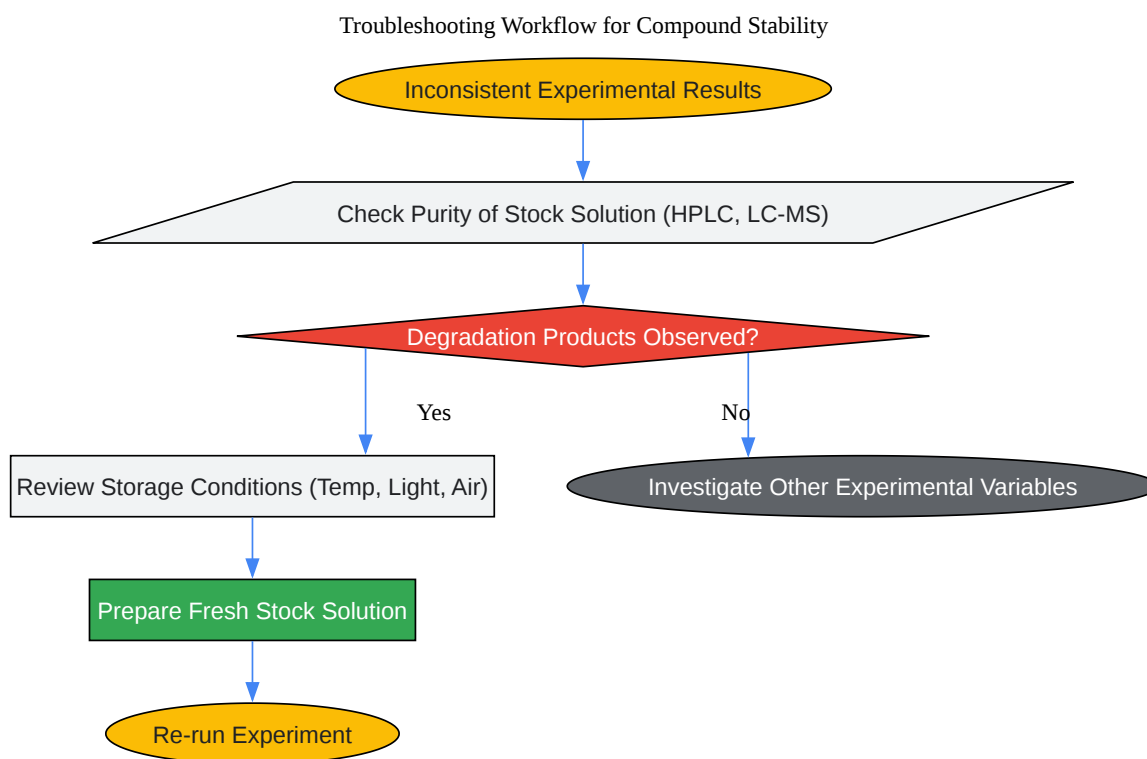 Troubleshooting Workflow for Compound Stability
Inconsistent Experimental Results
Check Purity of Stock Solution (HPLC, LC-MS)
Degradation Products Observed?
Yes
No
Review Storage Conditions (Temp, Light, Air)
Investigate Other Experimental Variables
Prepare Fresh Stock Solution
Re-run Experiment